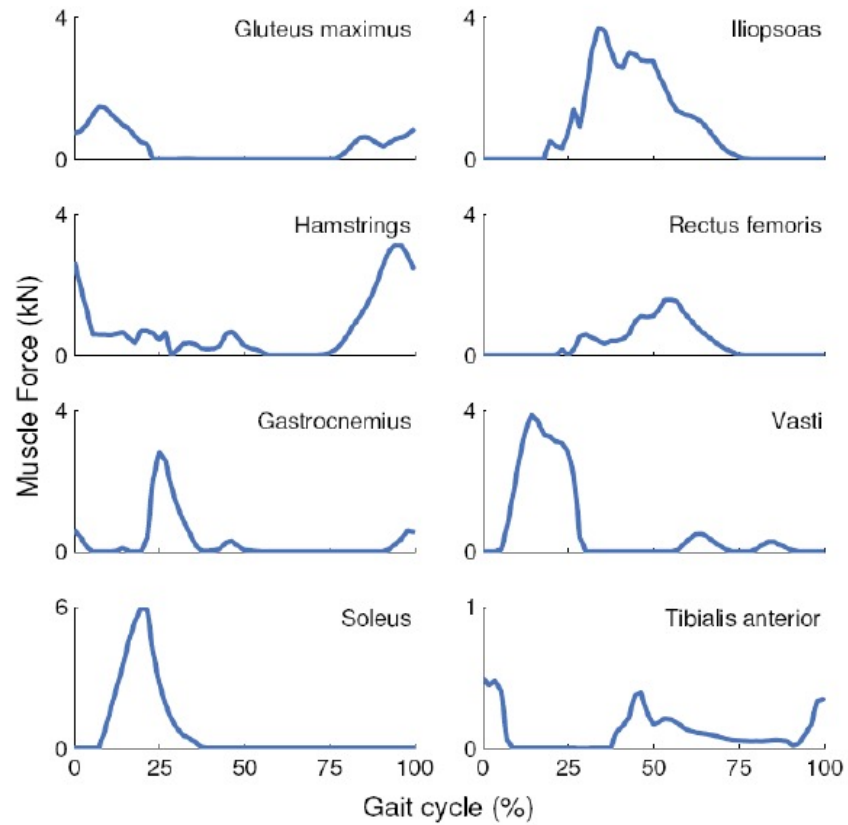 Muscle Force (kN)
4
Gluteus maximus
0
4
Iliopsoas
0
4
Hamstrings
0
4
Rectus femoris
0
4
Gastrocnemius
0
4
Vasti
0
6
Soleus
0
0 25 50 75 100
1
Tibialis anterior
0
0 25 50 75 100
Gait cycle (%)